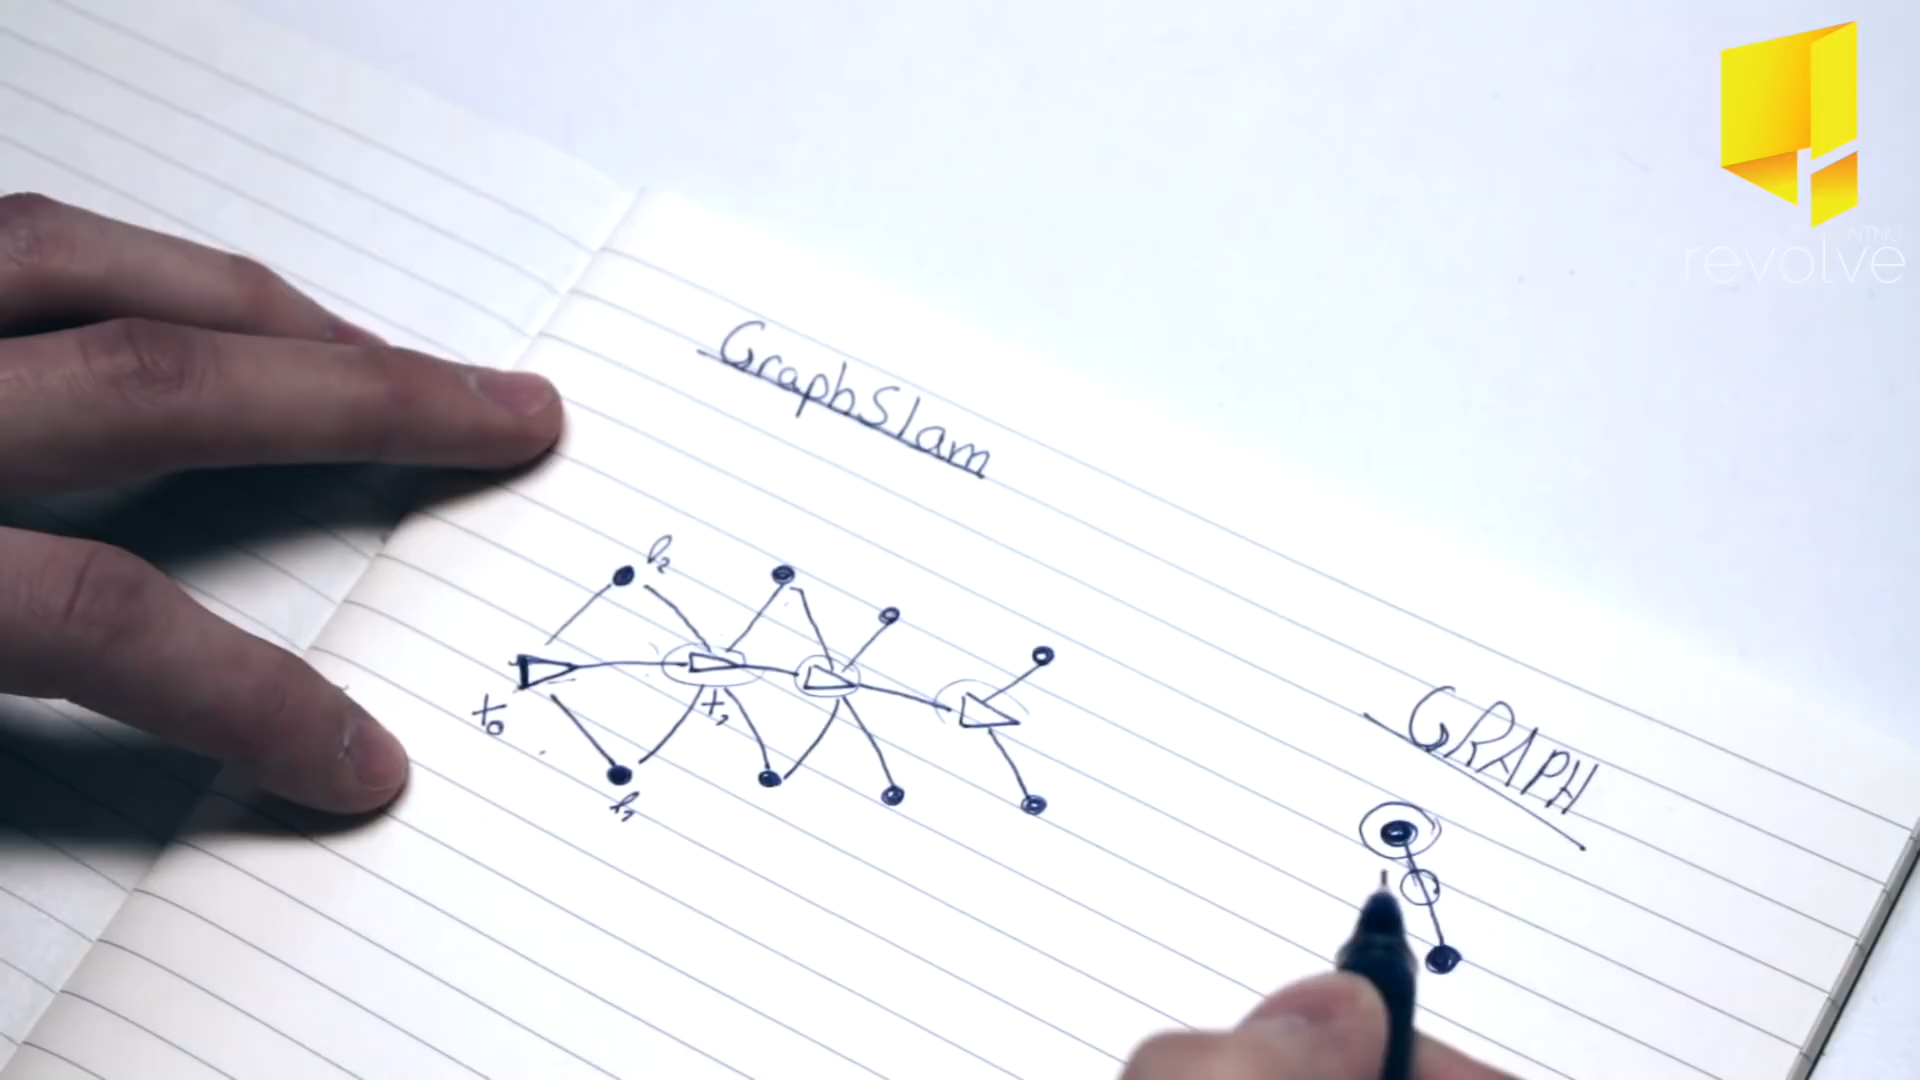 NTNU
revolve
GraphSlam
l₂
x₀
x₁
l₁
GRAPH